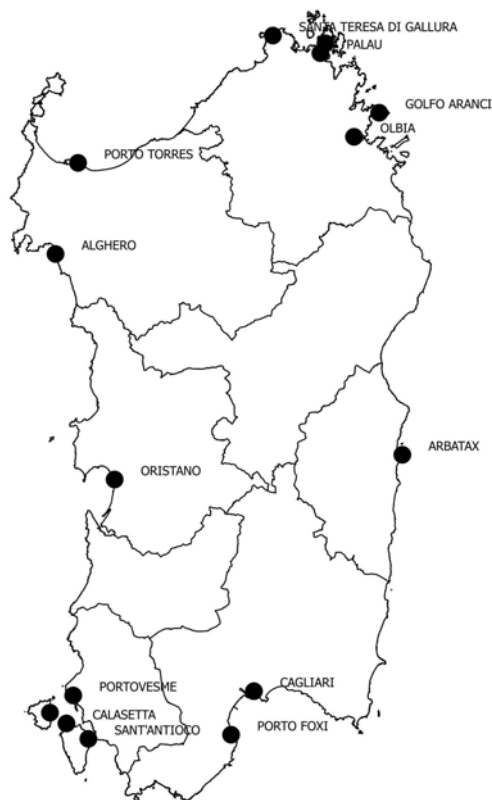 SANTA TERESA DI GALLURA
PALAU
GOLFO ARANCI
OLBIA
PORTO TORRES
ALGHERO
ARBATAX
ORISTANO
CAGLIARI
PORTOVESME
CALASETTA
SANT'ANTIOCO
PORTO FOXI